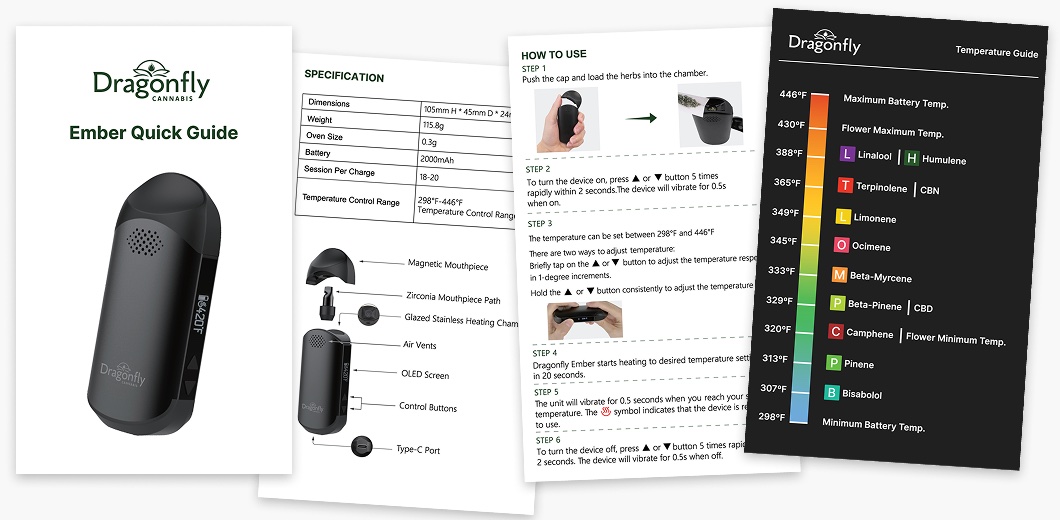 Dragonfly
CANNABIS
Ember Quick Guide
420°F
Dragonfly
CANNABIS
SPECIFICATION
Dimensions
105mm H * 45mm D *
Weight
115.8g
Oven Size
0.3g
Battery
2000mAh
Session Per Charge
18-20
Temperature Control Range
298°F-446°F
Temperature Control
Magnetic Mouthpiece
Zirconia Mouthpiece Path
Glazed Stainless Heating
Air Vents
OLED Screen
Control Buttons
Type-C Port
HOW TO USE
STEP 1
Push the cap and load the herbs into the chamber.
STEP 2
To turn the device on, press ▲ or ▼ button 5 times
rapidly within 2 seconds.The device will vibrate for 0.5s
when on.
STEP 3
The temperature can be set between 298°F and 446°F
There are two ways to adjust temperature:
Briefly tap on the ▲ or ▼ button to adjust the temperature
in 1-degree increments.
Hold the ▲ or ▼ button consistently to adjust the temperature
STEP 4
Dragonfly Ember starts heating to desired temperature
in 20 seconds.
STEP 5
The unit will vibrate for 0.5 seconds when you reach your
temperature. The symbol indicates that the device is
to use.
STEP 6
To turn the device off, press ▲ or ▼ button 5 times
2 seconds. The device will vibrate for 0.5s when off.
Dragonfly
Temperature Guide
446°F
Maximum Battery Temp.
430°F
Flower Maximum Temp.
388°F
L Linalool | H Humulene
365°F
T Terpinolene | CBN
349°F
L Limonene
345°F
O Ocimene
333°F
M Beta-Myrcene
329°F
P Beta-Pinene | CBD
320°F
C Camphene | Flower Minimum Temp.
313°F
P Pinene
307°F
B Bisabolol
298°F
Minimum Battery Temp.